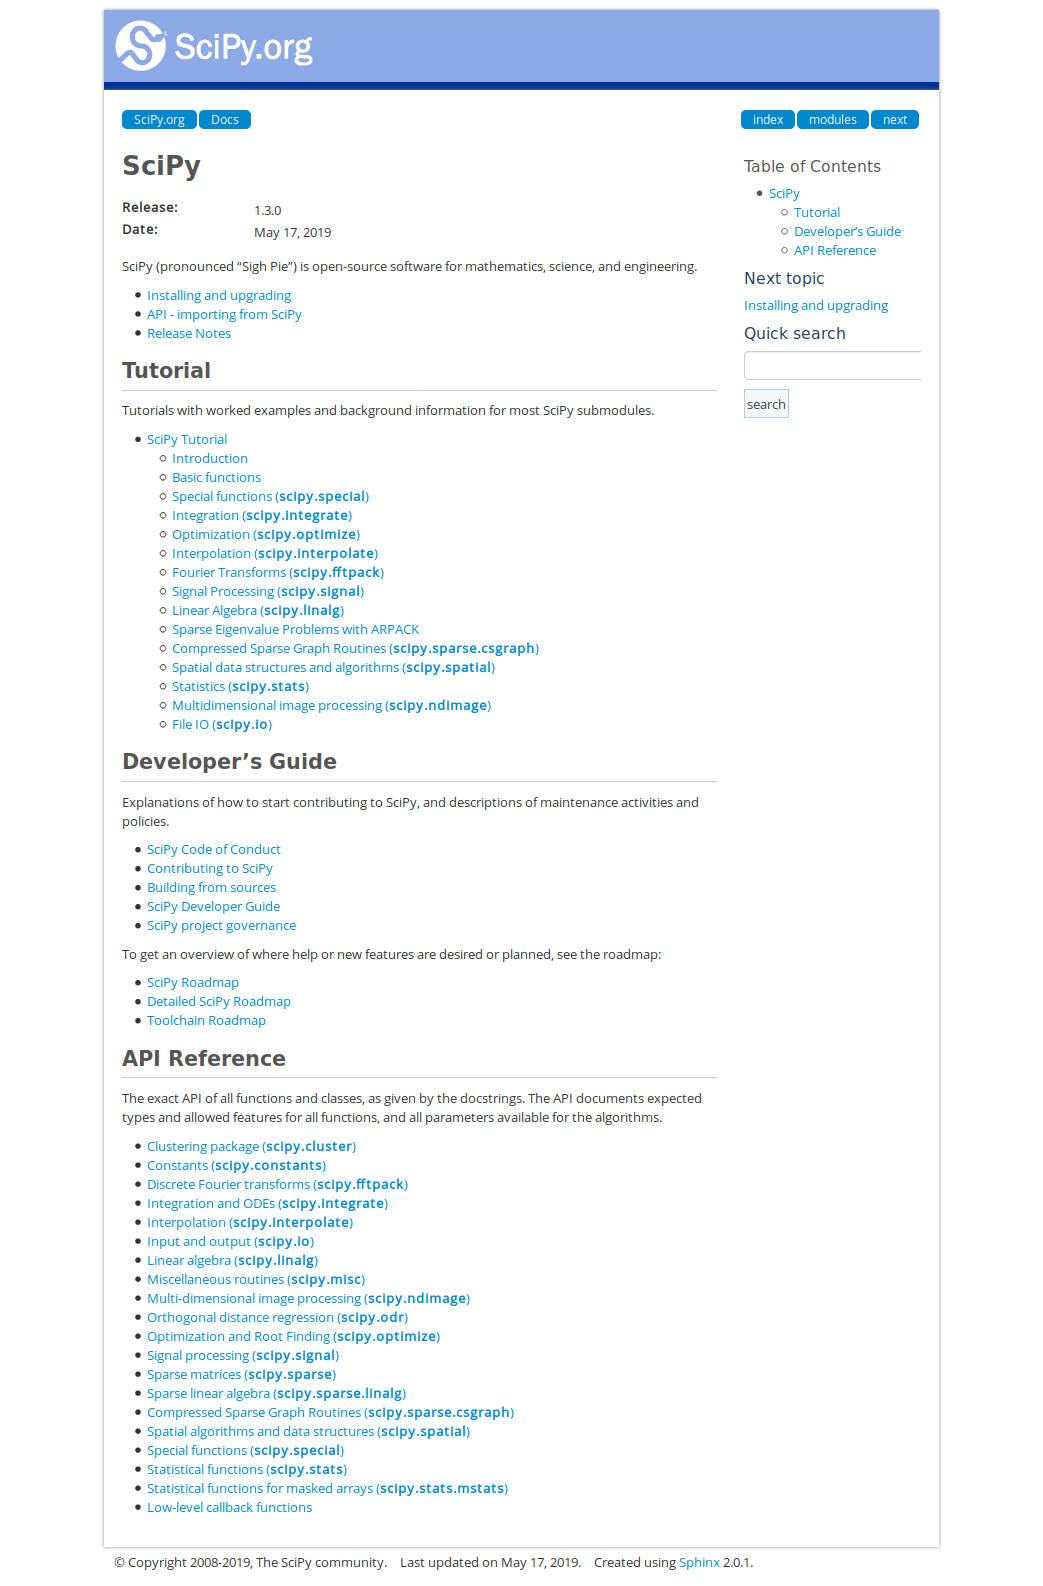 SciPy.org
SciPy.org Docs index modules next
SciPy
Release: 1.3.0
Date: May 17, 2019
SciPy (pronounced “Sigh Pie”) is open-source software for mathematics, science, and engineering.
Installing and upgrading
API - importing from SciPy
Release Notes
Tutorial
Tutorials with worked examples and background information for most SciPy submodules.
SciPy Tutorial
Introduction
Basic functions
Special functions (scipy.special)
Integration (scipy.integrate)
Optimization (scipy.optimize)
Interpolation (scipy.interpolate)
Fourier Transforms (scipy.fftpack)
Signal Processing (scipy.signal)
Linear Algebra (scipy.linalg)
Sparse Eigenvalue Problems with ARPACK
Compressed Sparse Graph Routines (scipy.sparse.csgraph)
Spatial data structures and algorithms (scipy.spatial)
Statistics (scipy.stats)
Multidimensional image processing (scipy.ndimage)
File IO (scipy.io)
Developer’s Guide
Explanations of how to start contributing to SciPy, and descriptions of maintenance activities and
policies.
SciPy Code of Conduct
Contributing to SciPy
Building from sources
SciPy Developer Guide
SciPy project governance
To get an overview of where help or new features are desired or planned, see the roadmap:
SciPy Roadmap
Detailed SciPy Roadmap
Toolchain Roadmap
API Reference
The exact API of all functions and classes, as given by the docstrings. The API documents expected
types and allowed features for all functions, and all parameters available for the algorithms.
Clustering package (scipy.cluster)
Constants (scipy.constants)
Discrete Fourier transforms (scipy.fftpack)
Integration and ODEs (scipy.integrate)
Interpolation (scipy.interpolate)
Input and output (scipy.io)
Linear algebra (scipy.linalg)
Miscellaneous routines (scipy.misc)
Multi-dimensional image processing (scipy.ndimage)
Orthogonal distance regression (scipy.odr)
Optimization and Root Finding (scipy.optimize)
Signal processing (scipy.signal)
Sparse matrices (scipy.sparse)
Sparse linear algebra (scipy.sparse.linalg)
Compressed Sparse Graph Routines (scipy.sparse.csgraph)
Spatial algorithms and data structures (scipy.spatial)
Special functions (scipy.special)
Statistical functions (scipy.stats)
Statistical functions for masked arrays (scipy.stats.mstats)
Low-level callback functions
Table of Contents
SciPy
Tutorial
Developer’s Guide
API Reference
Next topic
Installing and upgrading
Quick search
search
© Copyright 2008-2019, The SciPy community. Last updated on May 17, 2019. Created using Sphinx 2.0.1.